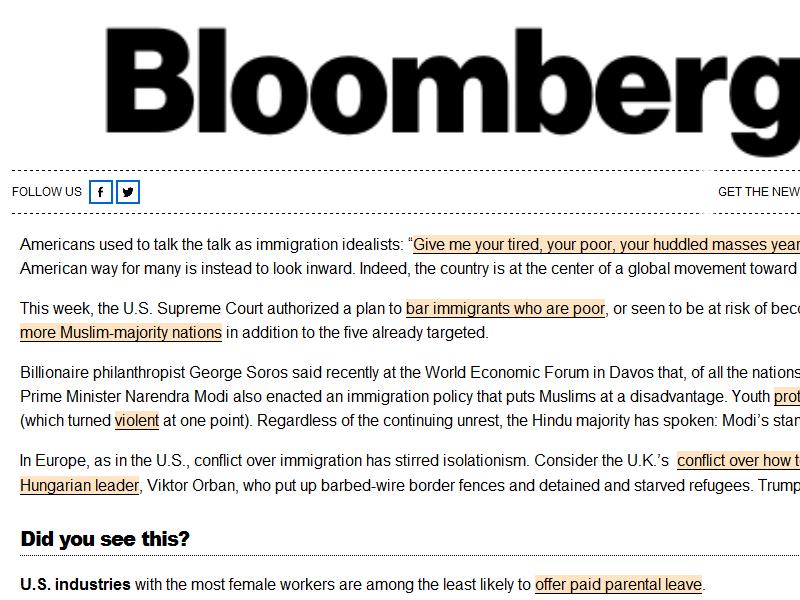 Bloomberg
FOLLOW US
GET THE NEW
Americans used to talk the talk as immigration idealists: “Give me your tired, your poor, your huddled masses year
American way for many is instead to look inward. Indeed, the country is at the center of a global movement toward
This week, the U.S. Supreme Court authorized a plan to bar immigrants who are poor, or seen to be at risk of beco
more Muslim-majority nations in addition to the five already targeted.
Billionaire philanthropist George Soros said recently at the World Economic Forum in Davos that, of all the nations
Prime Minister Narendra Modi also enacted an immigration policy that puts Muslims at a disadvantage. Youth prot
(which turned violent at one point). Regardless of the continuing unrest, the Hindu majority has spoken: Modi’s star
In Europe, as in the U.S., conflict over immigration has stirred isolationism. Consider the U.K.’s conflict over how t
Hungarian leader, Viktor Orban, who put up barbed-wire border fences and detained and starved refugees. Trump
Did you see this?
U.S. industries with the most female workers are among the least likely to offer paid parental leave.